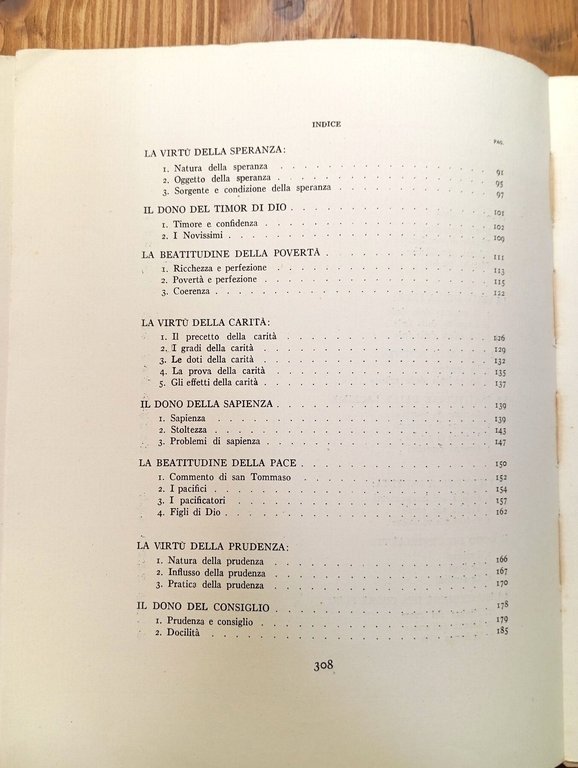 INDICE
PAG.
LA VIRTÙ DELLA SPERANZA:
1. Natura della speranza . . . . . . . . . . 91
2. Oggetto della speranza . . . . . . . . . . 95
3. Sorgente e condizione della speranza . . . . . . . . . . 97
IL DONO DEL TIMOR DI DIO . . . . . . . . . . 101
1. Timore e confidenza . . . . . . . . . . 102
2. I Novissimi . . . . . . . . . . 109
LA BEATITUDINE DELLA POVERTÀ . . . . . . . . . . 111
1. Ricchezza e perfezione . . . . . . . . . . 113
2. Povertà e perfezione . . . . . . . . . . 115
3. Coerenza . . . . . . . . . . 122
LA VIRTÙ DELLA CARITÀ:
1. Il precetto della carità . . . . . . . . . . 126
2. I gradi della carità . . . . . . . . . . 129
3. Le doti della carità . . . . . . . . . . 132
4. La prova della carità . . . . . . . . . . 135
5. Gli effetti della carità . . . . . . . . . . 137
IL DONO DELLA SAPIENZA . . . . . . . . . . 139
1. Sapienza . . . . . . . . . . 139
2. Stoltezza . . . . . . . . . . 143
3. Problemi di sapienza . . . . . . . . . . 147
LA BEATITUDINE DELLA PACE . . . . . . . . . . 150
1. Commento di san Tommaso . . . . . . . . . . 152
2. I pacifici . . . . . . . . . . 154
3. I pacificatori . . . . . . . . . . 157
4. Figli di Dio . . . . . . . . . . 162
LA VIRTÙ DELLA PRUDENZA:
1. Natura della prudenza . . . . . . . . . . 166
2. Influsso della prudenza . . . . . . . . . . 167
3. Pratica della prudenza . . . . . . . . . . 170
IL DONO DEL CONSIGLIO . . . . . . . . . . 178
1. Prudenza e consiglio . . . . . . . . . . 179
2. Docilità . . . . . . . . . . 185
308